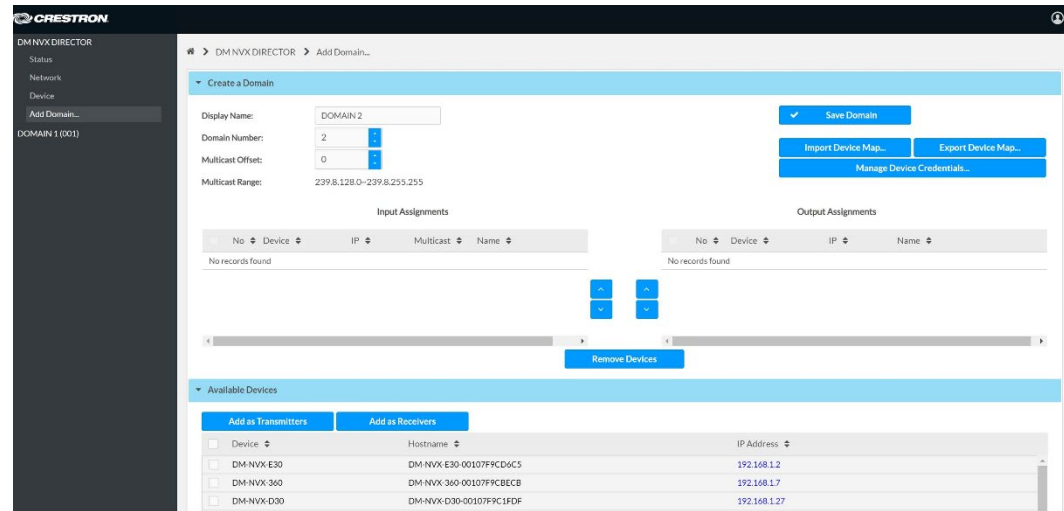 CRESTRON
DM NVX DIRECTOR
Status
Network
Device
Add Domain...
DOMAIN 1 (001)
DM NVX DIRECTOR Add Domain...
Create a Domain
Display Name: DOMAIN 2
Save Domain
Domain Number: 2
Multicast Offset: 0
Import Device Map... Export Device Map...
Manage Device Credentials...
Multicast Range: 239.8.128.0~239.8.255.255
Input Assignments Output Assignments
No Device IP Multicast Name No Device IP Name
No records found No records found
Remove Devices
Available Devices
Add as Transmitters Add as Receivers
Device Hostname IP Address
DM-NVX-E30 DM-NVX-E30-00107F9CD6C5 192.168.1.2
DM-NVX-360 DM-NVX-360-00107F9CBECB 192.168.1.7
DM-NVX-D30 DM-NVX-D30-00107F9C1FDF 192.168.1.27